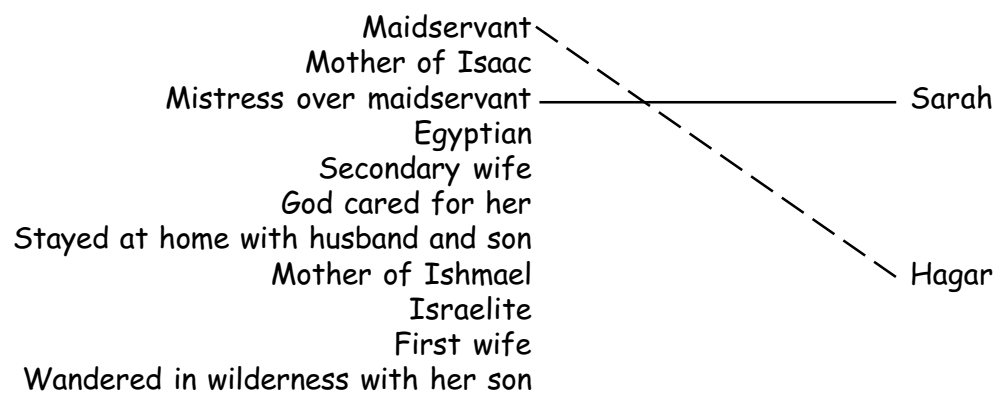 Maidservant
Mother of Isaac
Mistress over maidservant Sarah
Egyptian
Secondary wife
God cared for her
Stayed at home with husband and son
Mother of Ishmael Hagar
Israelite
First wife
Wandered in wilderness with her son